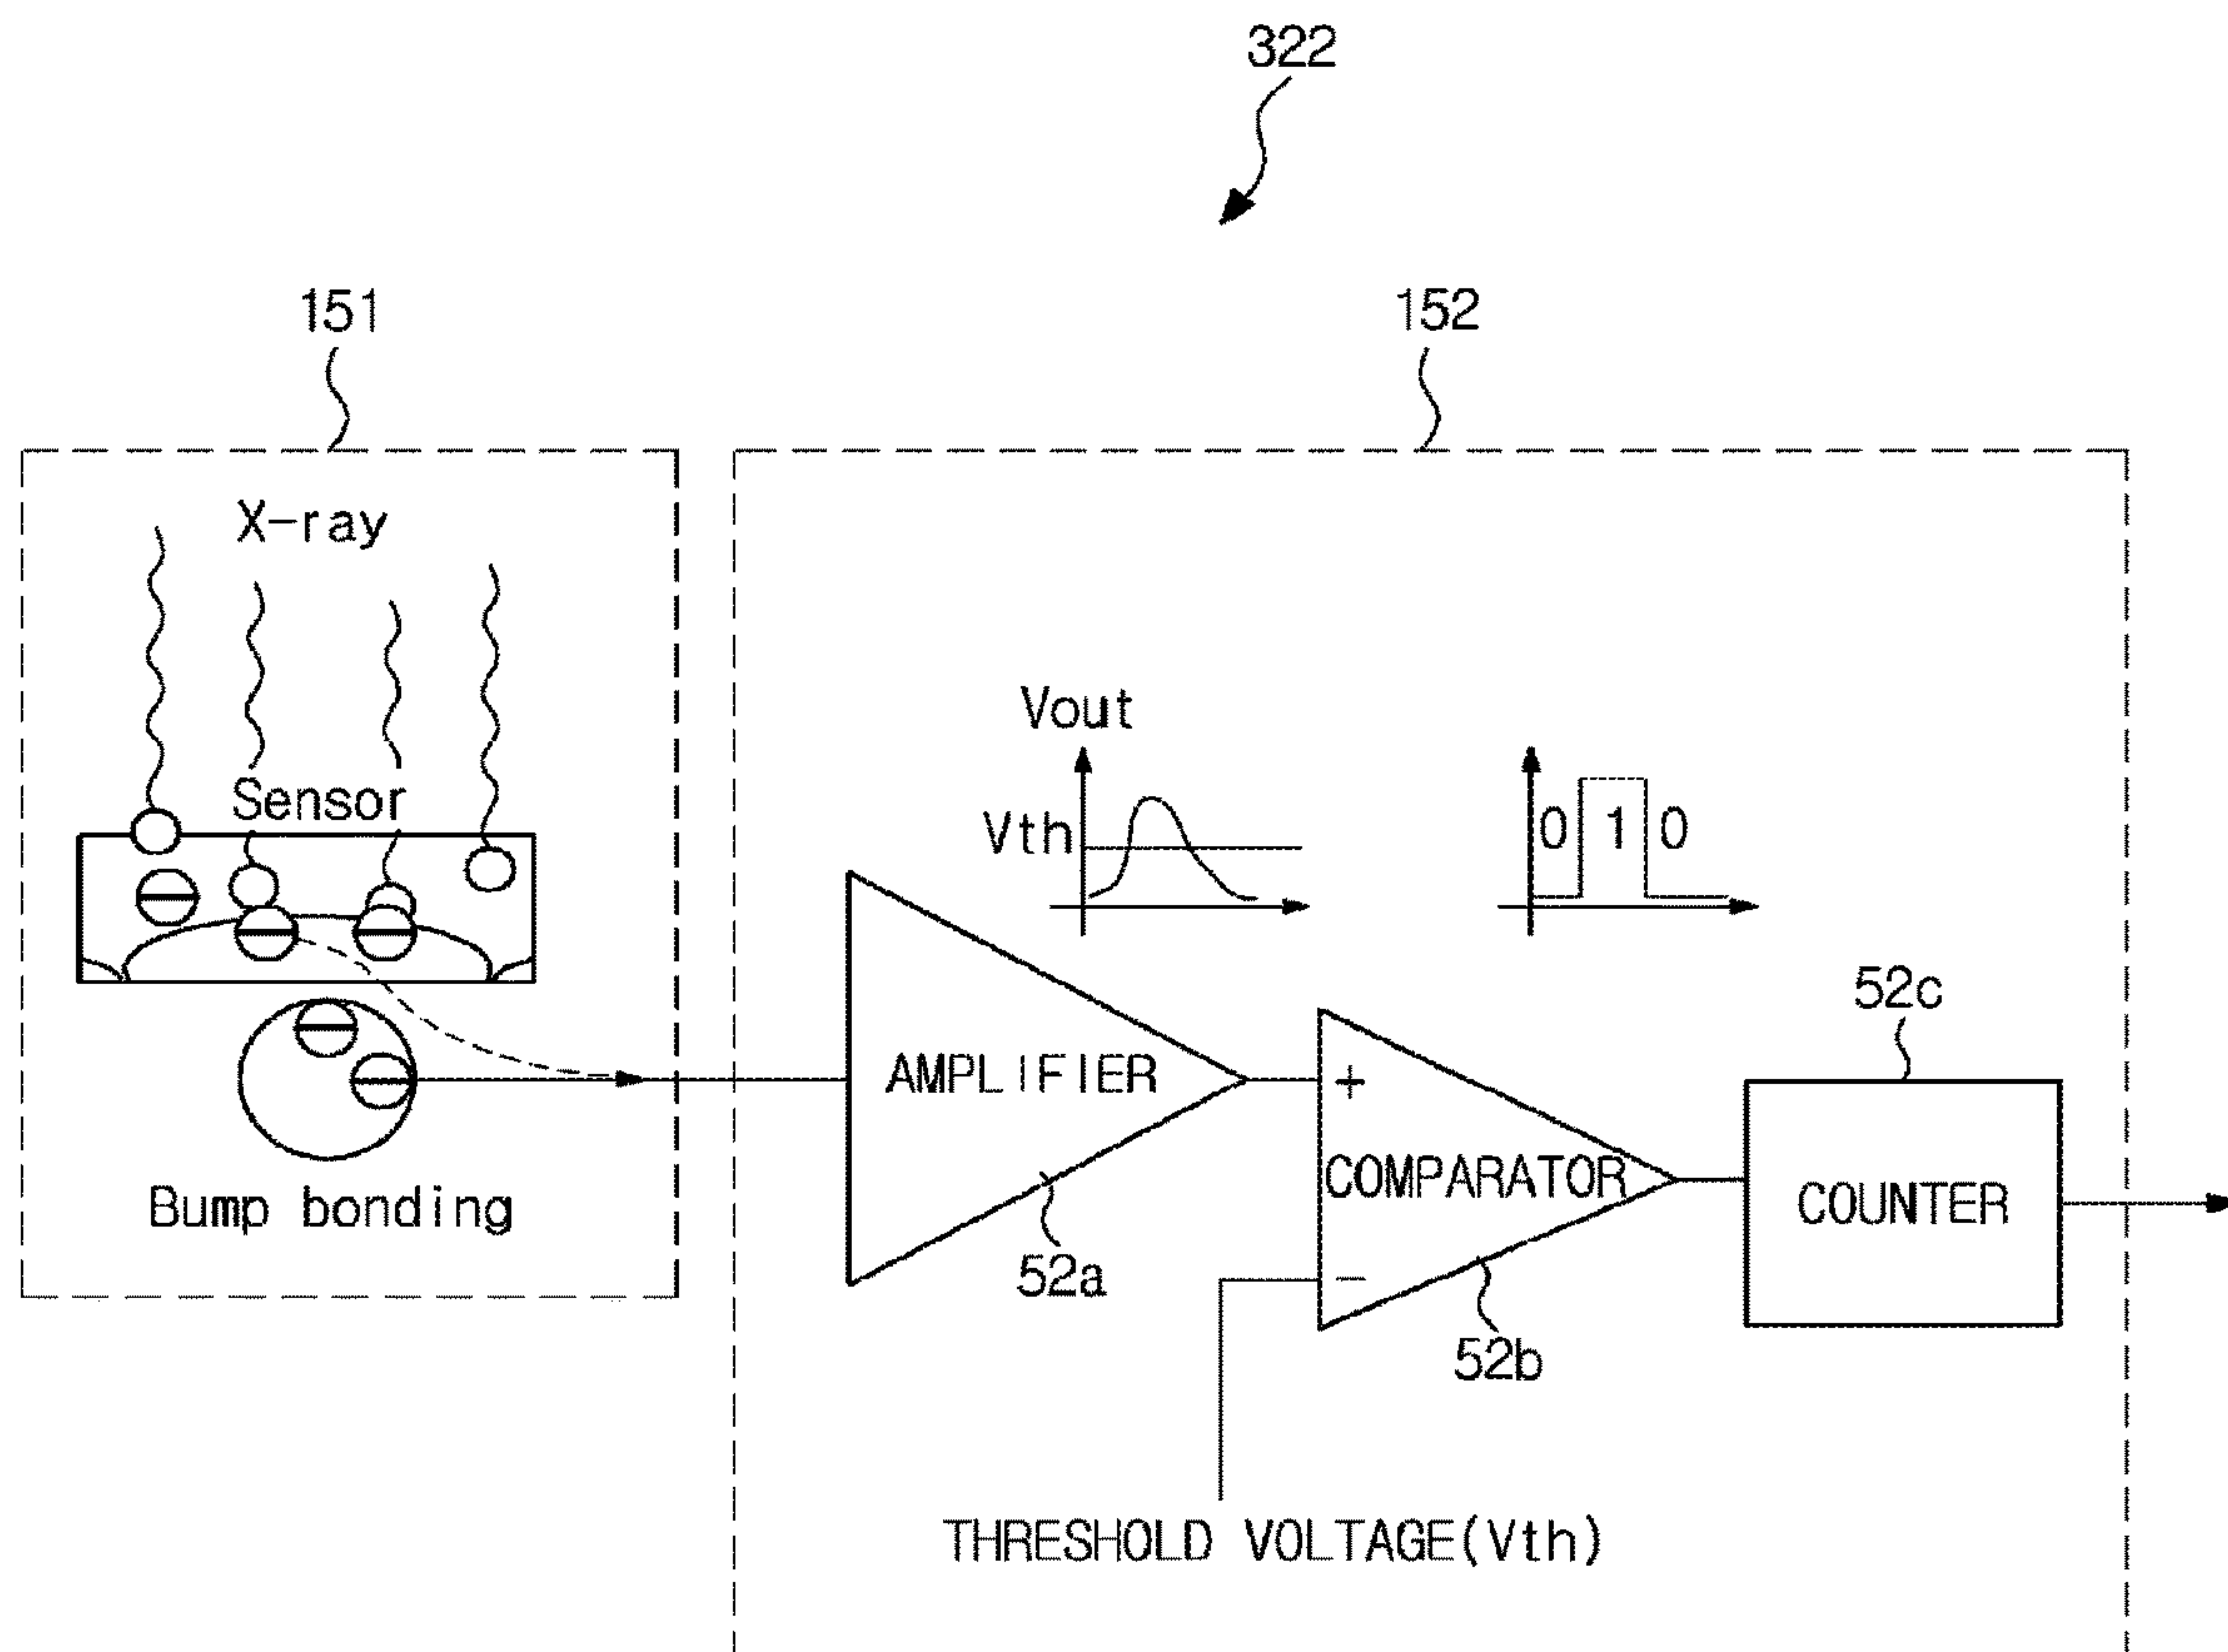 322
151
152
X-ray
Sensor
Bump bonding
Vout
Vth
0 1 0
AMPLIFIER
52a
+
−
COMPARATOR
52b
52c
COUNTER
THRESHOLD VOLTAGE(Vth)